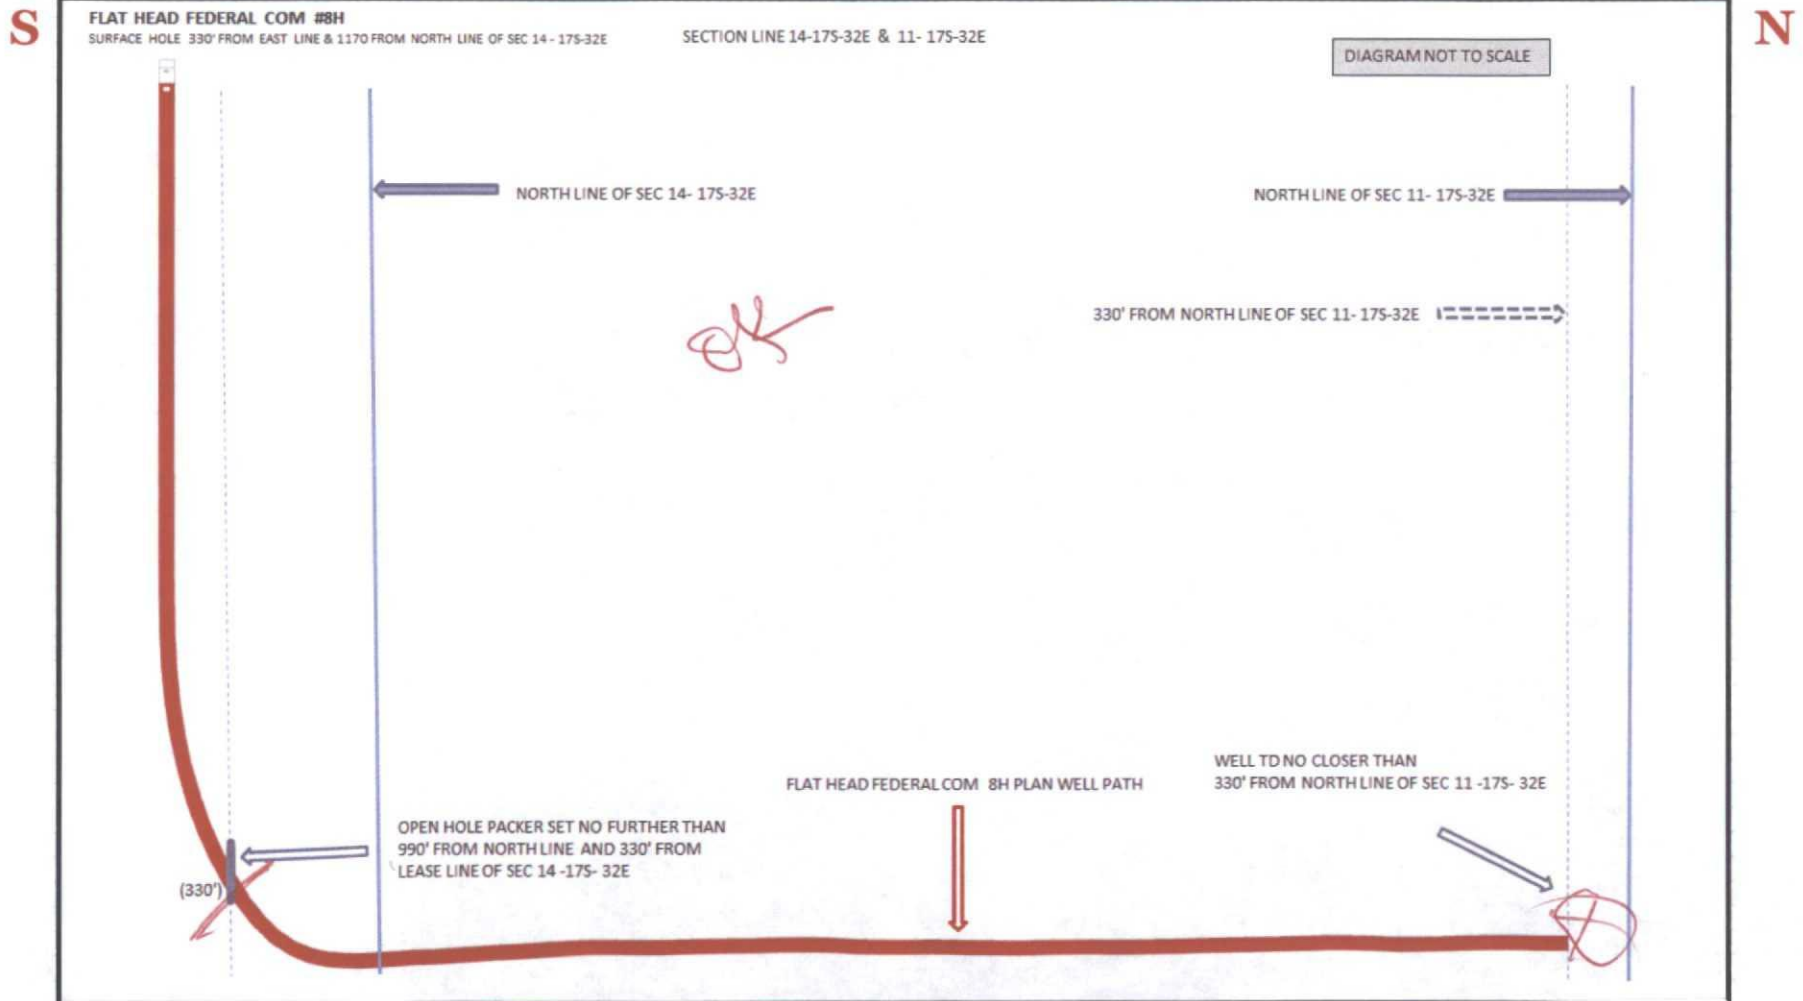 S
N
FLAT HEAD FEDERAL COM #8H
SURFACE HOLE 330' FROM EAST LINE & 1170 FROM NORTH LINE OF SEC 14 - 17S-32E
SECTION LINE 14-17S-32E & 11- 17S-32E
DIAGRAM NOT TO SCALE
NORTH LINE OF SEC 14- 17S-32E
NORTH LINE OF SEC 11- 17S-32E
330' FROM NORTH LINE OF SEC 11- 17S-32E
OK
WELL TD NO CLOSER THAN
330' FROM NORTH LINE OF SEC 11 -17S- 32E
FLAT HEAD FEDERAL COM 8H PLAN WELL PATH
OPEN HOLE PACKER SET NO FURTHER THAN
990' FROM NORTH LINE AND 330' FROM
LEASE LINE OF SEC 14 -17S- 32E
(330')